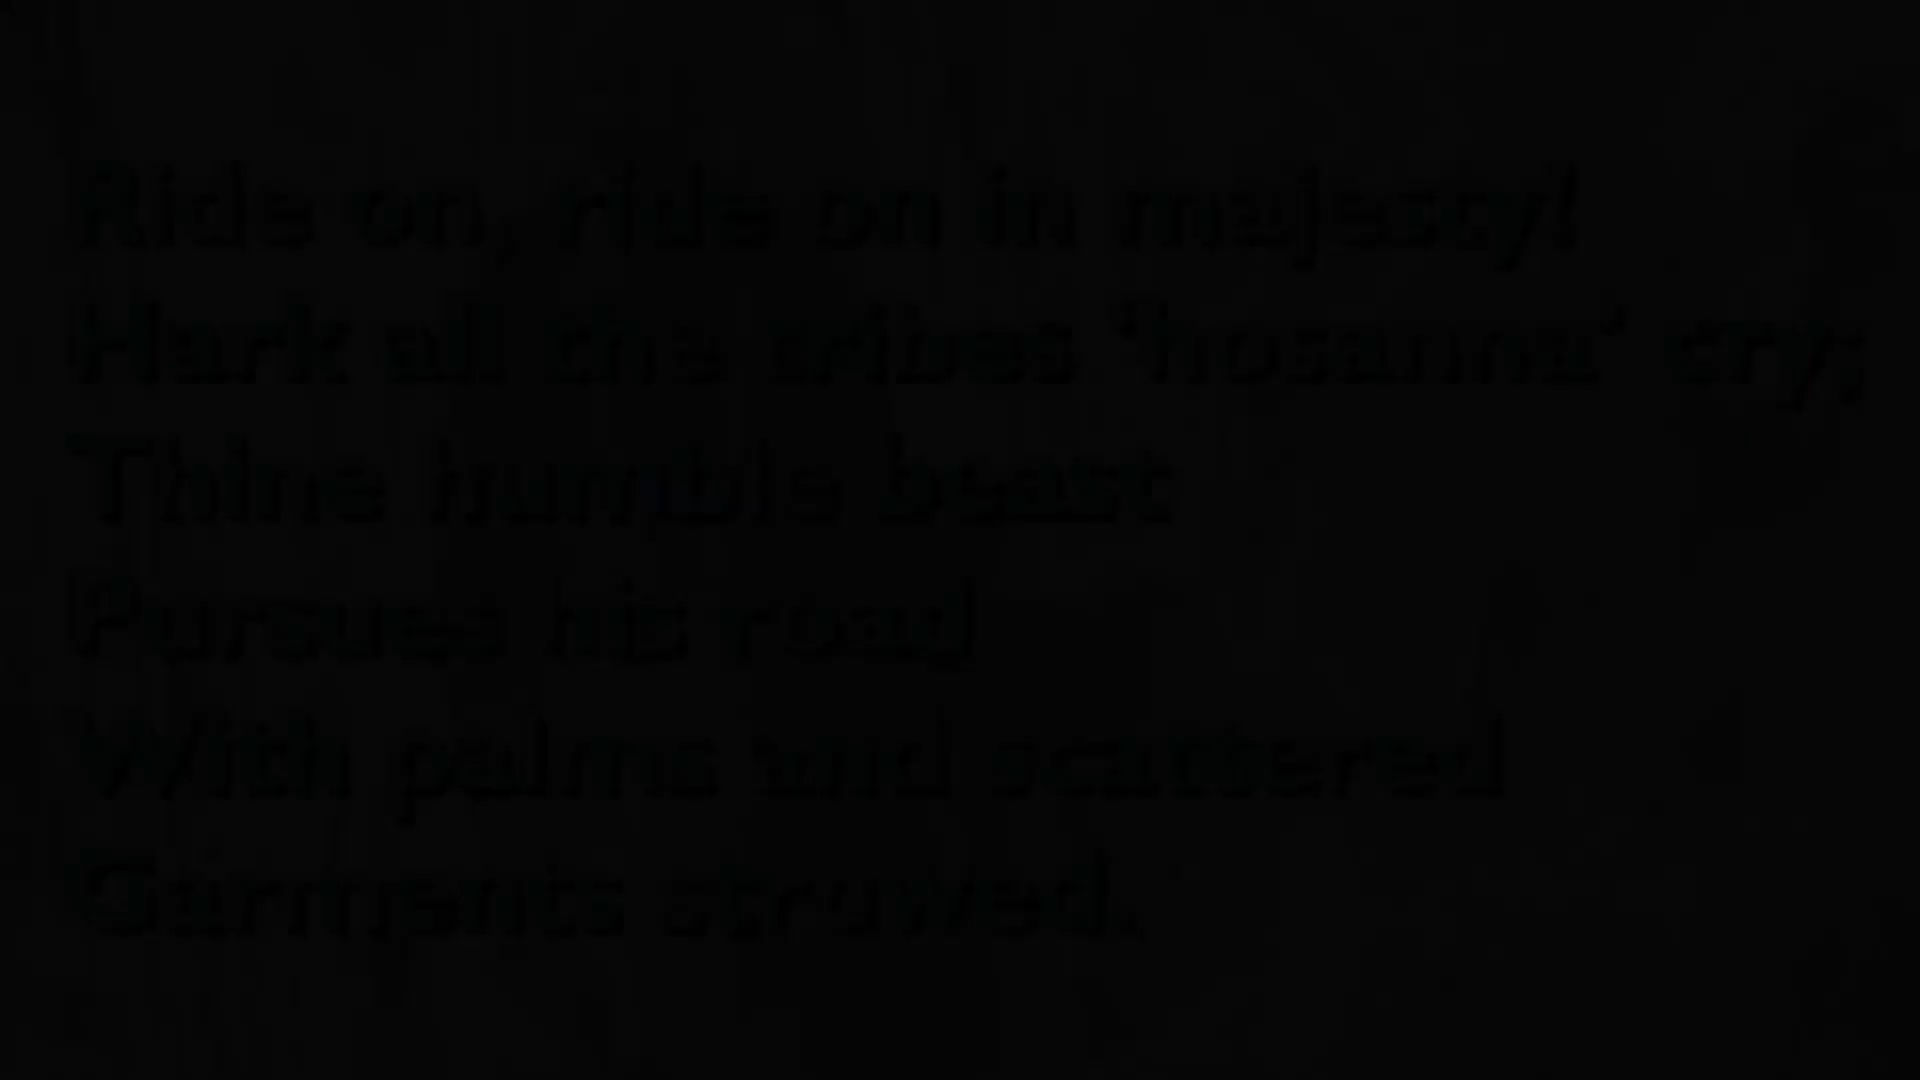 Ride on, ride on in majesty!
Hark all the tribes 'hosanna' cry;
Thine humble beast
Pursues his road
With palms and scattered
Garments strowed.